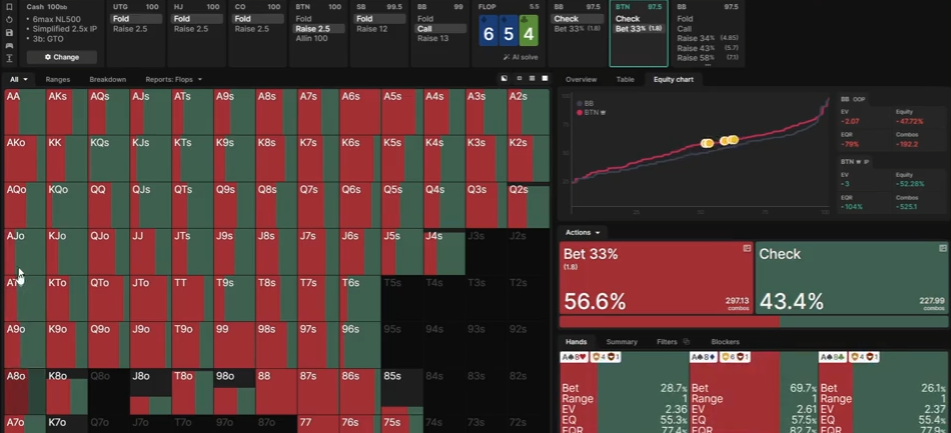 Cash 100bb
• 6max NL500
• Simplified 2.5x IP
• 3b: GTO
Change
UTG 100
Fold
Raise 2.5
HJ 100
Fold
Raise 2.5
CO 100
Fold
Raise 2.5
BTN 100
Fold
Raise 2.5
Allin 100
SB 99.5
Fold
Raise 12
BB 99
Fold
Call
Raise 13
FLOP 5.5
6 5 4
AI solve
BB 97.5
Check
Bet 33% (1.8)
BTN 97.5
Check
Bet 33% (1.8)
BB 97.5
Fold
Call
Raise 34% (4.85)
Raise 43% (5.7)
Raise 58% (7.1)
All Ranges Breakdown Reports: Flops
AA AKs AQs AJs ATs A9s A8s A7s A6s A5s A4s A3s A2s
AKo KK KQs KJs KTs K9s K8s K7s K6s K5s K4s K3s K2s
AQo KQo QQ QJs QTs Q9s Q8s Q7s Q6s Q5s Q4s Q3s Q2s
AJo KJo QJo JJ JTs J9s J8s J7s J6s J5s J4s J3s J2s
KTo QTo JTo TT T9s T8s T7s T6s T5s T4s T3s T2s
A9o K9o Q9o J9o T9o 99 98s 97s 96s 95s 94s 93s 92s
A8o K8o Q8o J8o T8o 98o 88 87s 86s 85s 84s 83s 82s
A7o K7o Q7o J7o T7o 97o 87o 77 76s 75s 74s 73s 72s
Overview Table Equity chart
BB
BTN
BB OOP
EV Equity
-2.07 -47.72%
EQR Combos
-79% -192.2
BTN IP
EV Equity
-3 -52.28%
EQR Combos
-104% -525.1
Actions
Bet 33%
(1.8)
56.6%
297.13
combos
Check
43.4%
227.99
combos
Hands Summary Filters Blockers
A♠8♥ 4 1
A♠8♦ 6 1
A♠8♣ 4 1
Bet 28.7% 69.7% 26.1%
Range 1 1 1
EV 2.36 2.61 2.37
EQ 55.3% 57.5% 55.4%
EQR 77.4% 82.7% 77.9%